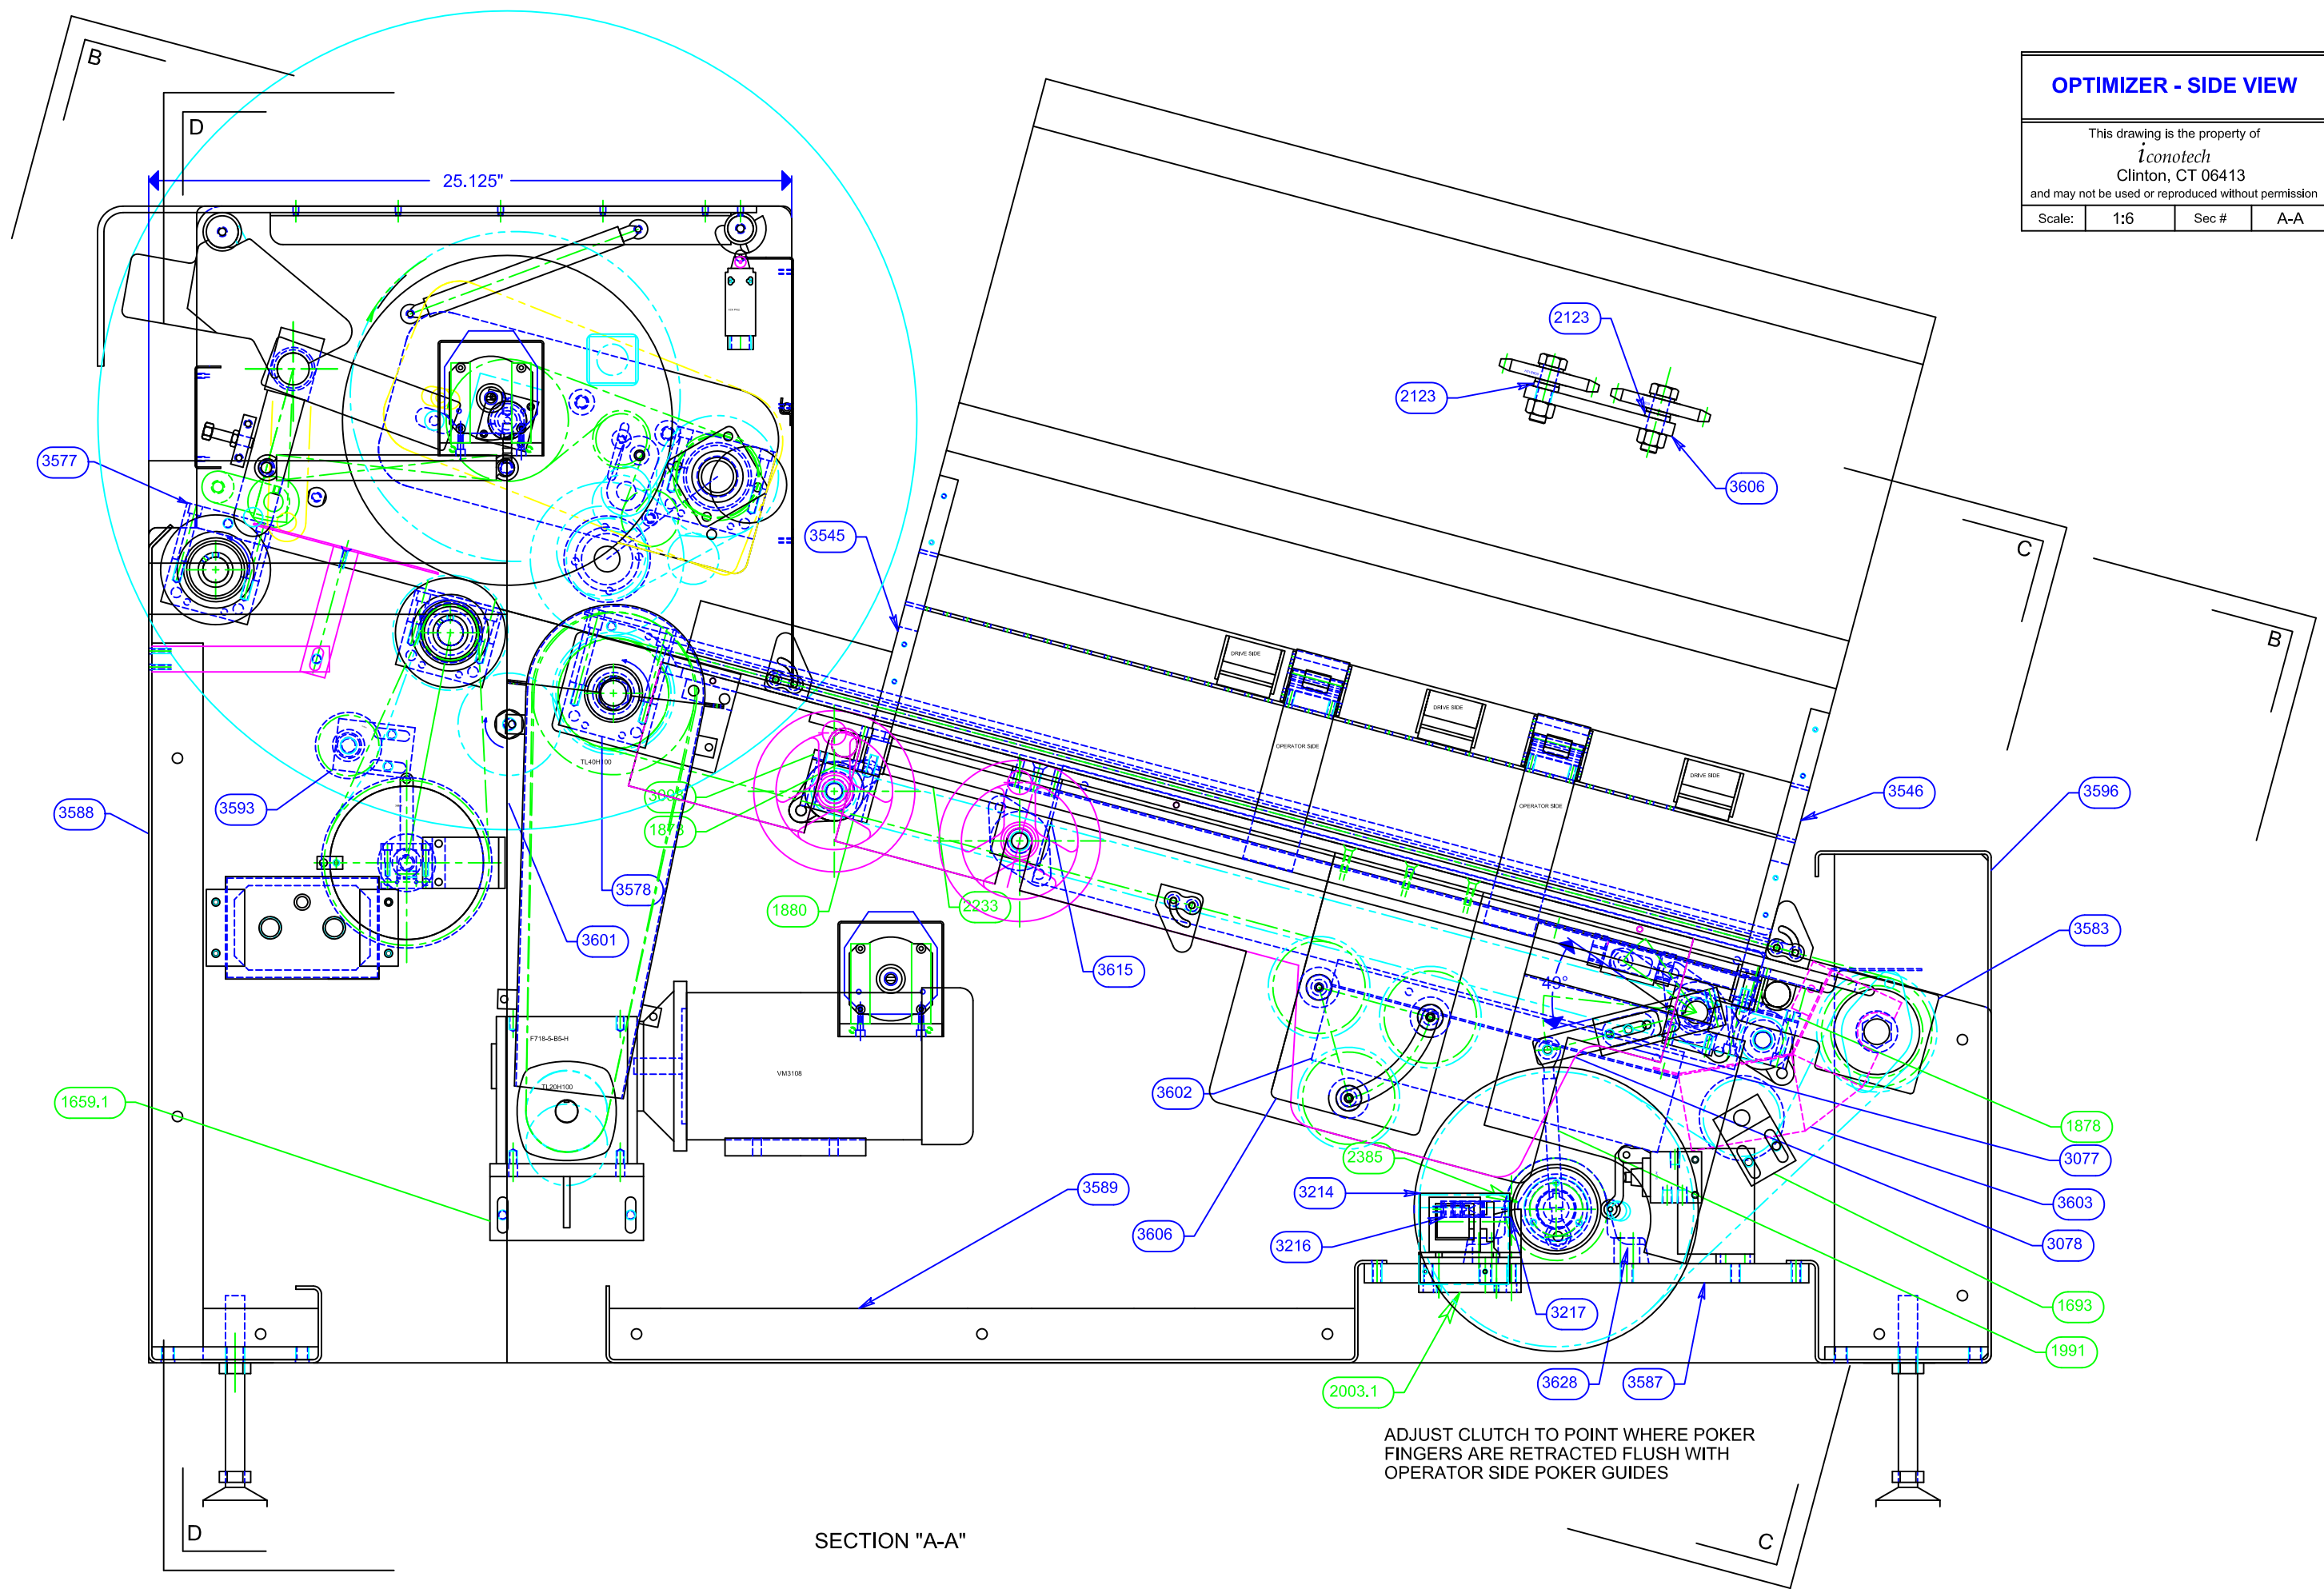 B
D
25.125"
OPTIMIZER - SIDE VIEW
This drawing is the property of
iconotech
Clinton, CT 06413
and may not be used or reproduced without permission
Scale:
1:6
Sec #
A-A
2123
2123
3606
3577
3545
C
B
DRIVE SIDE
DRIVE SIDE
DRIVE SIDE
OPERATOR SIDE
OPERATOR SIDE
TL40H100
3588
3593
1878
3578
1880
2233
3601
3615
3546
3596
3583
49°
F718-5-B5-H
TL20H100
VM3108
1659.1
3602
2385
3589
3214
3606
3216
1878
3077
3603
3078
1693
1991
3217
3628
3587
2003.1
ADJUST CLUTCH TO POINT WHERE POKER
FINGERS ARE RETRACTED FLUSH WITH
OPERATOR SIDE POKER GUIDES
D
SECTION "A-A"
C